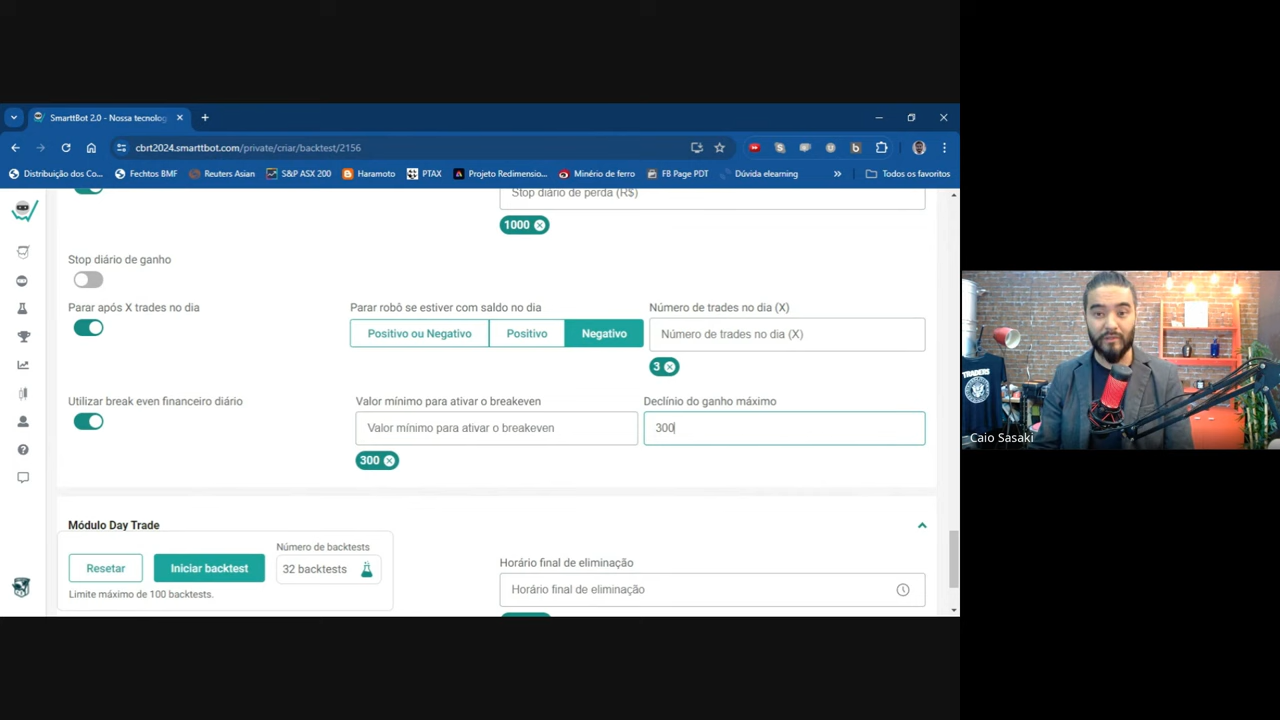 SmarttBot 2.0 - Nossa tecnolog
cbrt2024.smarttbot.com/private/criar/backtest/2156
Distribuição dos Co...
Fechtos BMF
Reuters Asian
S&P ASX 200
Haramoto
PTAX
Projeto Redimensio...
Minério de ferro
FB Page PDT
Dúvida elearning
»
Todos os favoritos
Stop diário de perda (R$)
1000
Stop diário de ganho
Parar após X trades no dia
Parar robô se estiver com saldo no dia
Número de trades no dia (X)
Positivo ou Negativo
Positivo
Negativo
Número de trades no dia (X)
3
Utilizar break even financeiro diário
Valor mínimo para ativar o breakeven
Declínio do ganho máximo
Valor mínimo para ativar o breakeven
300
300
Módulo Day Trade
Número de backtests
Resetar
Iniciar backtest
32 backtests
Limite máximo de 100 backtests.
Horário final de eliminação
Horário final de eliminação
TRADERS
Caio Sasaki